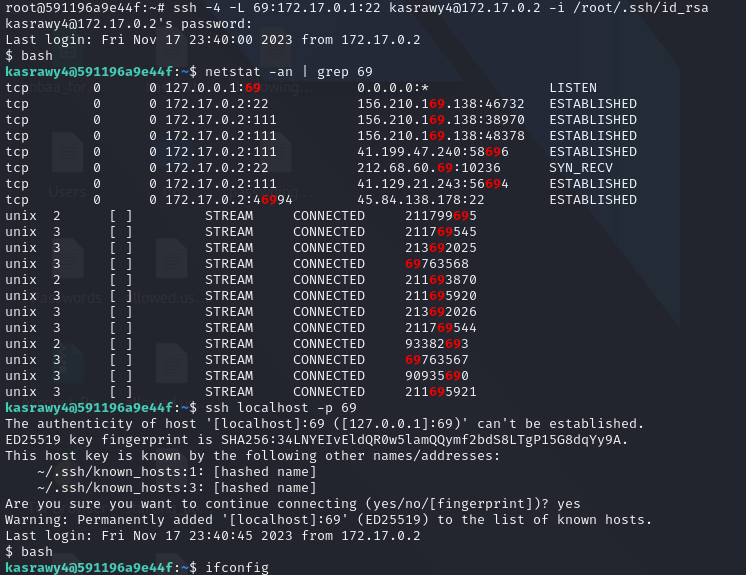 root@591196a9e44f:~# ssh -4 -L 69:172.17.0.1:22 kasrawy4@172.17.0.2 -i /root/.ssh/id_rsa
kasrawy4@172.17.0.2's password:
Last login: Fri Nov 17 23:40:00 2023 from 172.17.0.2
$ bash
kasrawy4@591196a9e44f:~$ netstat -an | grep 69
tcp 0 0 127.0.0.1:69 0.0.0.0:* LISTEN
tcp 0 0 172.17.0.2:22 156.210.169.138:46732 ESTABLISHED
tcp 0 0 172.17.0.2:111 156.210.169.138:38970 ESTABLISHED
tcp 0 0 172.17.0.2:111 156.210.169.138:48378 ESTABLISHED
tcp 0 0 172.17.0.2:111 41.199.47.240:58696 ESTABLISHED
tcp 0 0 172.17.0.2:22 212.68.60.69:10236 SYN_RECV
tcp 0 0 172.17.0.2:111 41.129.21.243:56694 ESTABLISHED
tcp 0 0 172.17.0.2:46994 45.84.138.178:22 ESTABLISHED
unix 2 [ ] STREAM CONNECTED 211799695
unix 3 [ ] STREAM CONNECTED 211769545
unix 3 [ ] STREAM CONNECTED 213692025
unix 3 [ ] STREAM CONNECTED 69763568
unix 2 [ ] STREAM CONNECTED 211693870
unix 3 [ ] STREAM CONNECTED 211695920
unix 3 [ ] STREAM CONNECTED 213692026
unix 3 [ ] STREAM CONNECTED 211769544
unix 2 [ ] STREAM CONNECTED 93382693
unix 3 [ ] STREAM CONNECTED 69763567
unix 3 [ ] STREAM CONNECTED 90935690
unix 3 [ ] STREAM CONNECTED 211695921
kasrawy4@591196a9e44f:~$ ssh localhost -p 69
The authenticity of host '[localhost]:69 ([127.0.0.1]:69)' can't be established.
ED25519 key fingerprint is SHA256:34LNYEIvEldQR0w5lamQQymf2bdS8LTgP15G8dqYy9A.
This host key is known by the following other names/addresses:
~/.ssh/known_hosts:1: [hashed name]
~/.ssh/known_hosts:3: [hashed name]
Are you sure you want to continue connecting (yes/no/[fingerprint])? yes
Warning: Permanently added '[localhost]:69' (ED25519) to the list of known hosts.
Last login: Fri Nov 17 23:40:45 2023 from 172.17.0.2
$ bash
kasrawy4@591196a9e44f:~$ ifconfig